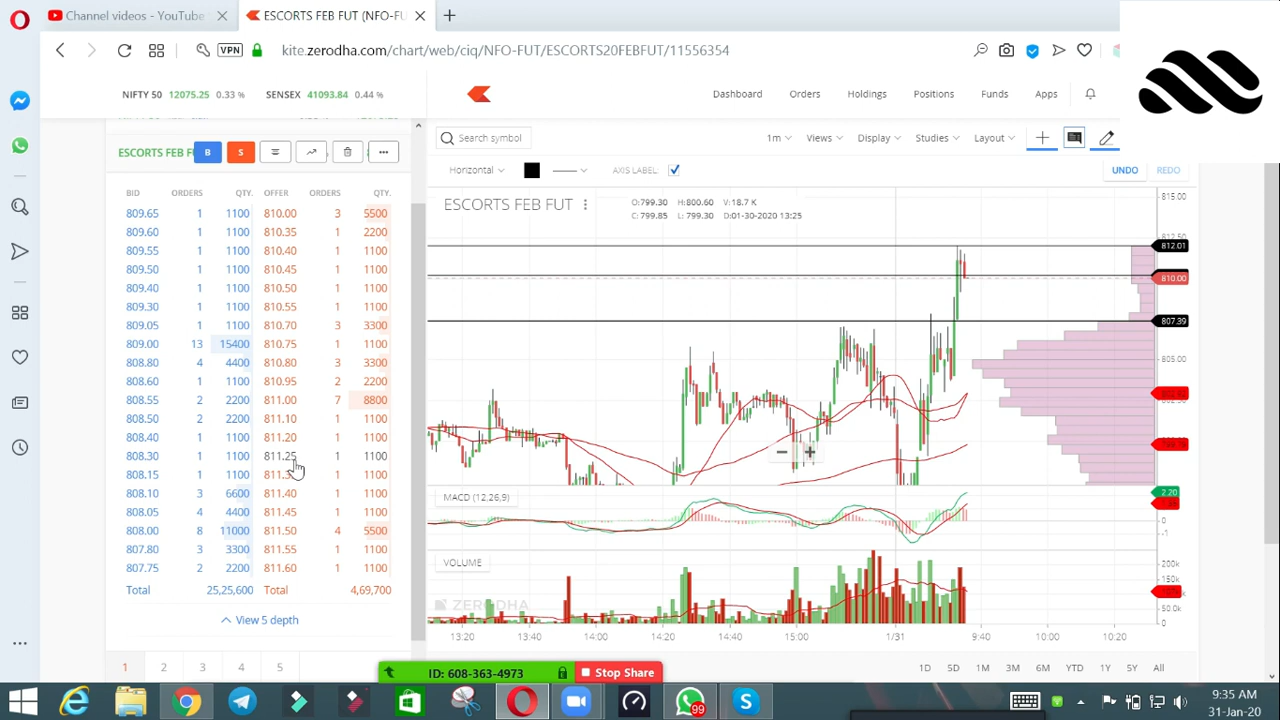 Channel videos - YouTube
ESCORTS FEB FUT (NFO-FU
VPN
kite.zerodha.com/chart/web/ciq/NFO-FUT/ESCORTS20FEBFUT/11556354
NIFTY 50 12075.25 0.33 %
SENSEX 41093.84 0.44 %
Dashboard Orders Holdings Positions Funds Apps
ESCORTS FEB F
B S
Search symbol
1m Views Display Studies Layout
Horizontal
AXIS LABEL:
UNDO REDO
BID ORDERS QTY. OFFER ORDERS QTY.
809.65 1 1100 810.00 3 5500
809.60 1 1100 810.35 1 2200
809.55 1 1100 810.40 1 1100
809.50 1 1100 810.45 1 1100
809.40 1 1100 810.50 1 1100
809.30 1 1100 810.55 1 1100
809.05 1 1100 810.70 3 3300
809.00 13 15400 810.75 1 1100
808.80 4 4400 810.80 3 3300
808.60 1 1100 810.95 2 2200
808.55 2 2200 811.00 7 8800
808.50 2 2200 811.10 1 1100
808.40 1 1100 811.20 1 1100
808.30 1 1100 811.25 1 1100
808.15 1 1100 1 1100
808.10 3 6600 811.40 1 1100
808.05 4 4400 811.45 1 1100
808.00 8 11000 811.50 4 5500
807.80 3 3300 811.55 1 1100
807.75 2 2200 811.60 1 1100
Total 25,25,600 Total 4,69,700
View 5 depth
1 2 3 4 5
ESCORTS FEB FUT
O:799.30 H:800.60 V:18.7 K
C: 799.85 L: 799.30 D:01-30-2020 13:25
815.00
812.01
810.00
807.39
805.00
MACD (12,26,9)
2.20
0
VOLUME
200k
50.0k
ZERODHA
13:20 13:40 14:00 14:20 14:40 15:00 1/31 9:40 10:00 10:20
1D 5D 1M 3M 6M YTD 1Y 5Y All
ID: 608-363-4973
Stop Share
99
9:35 AM
31-Jan-20